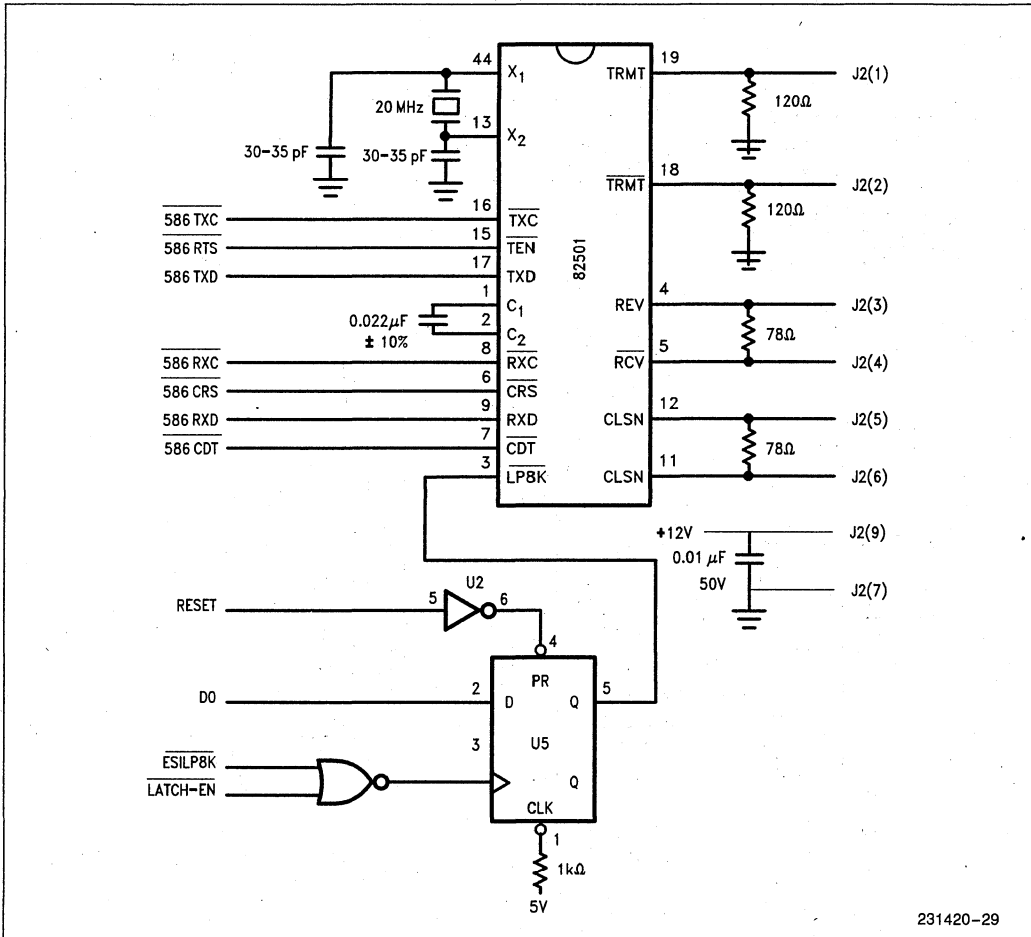 44
X1
20 MHz
13
X2
30-35 pF
30-35 pF
16
586 TXC
TXC
15
586 RTS
TEN
17
586 TXD
TXD
1
C1
0.022μF
± 10%
2
C2
8
586 RXC
RXC
6
586 CRS
CRS
9
586 RXD
RXD
7
586 CDT
CDT
3
LP8K
82501
TRMT
19
J2(1)
120Ω
TRMT
18
J2(2)
120Ω
REV
4
J2(3)
78Ω
RCV
5
J2(4)
CLSN
12
J2(5)
78Ω
CLSN
11
J2(6)
+12V
J2(9)
0.01 μF
50V
J2(7)
U2
RESET
5
6
4
PR
D0
2
D
Q
5
3
U5
ESILP8K
LATCH-EN
Q
CLK
1
1kΩ
5V
231420-29